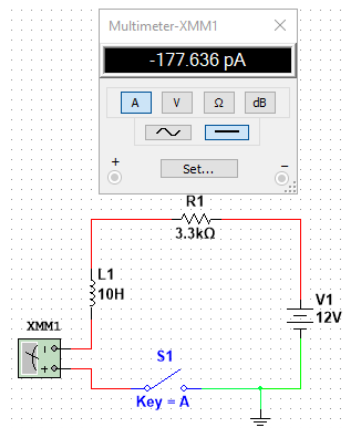 Multimeter-XMM1 ×
-177.636 pA
A V Ω dB
+ Set... −
R1
3.3kΩ
L1
10H
V1
12V
XMM1
S1
Key = A